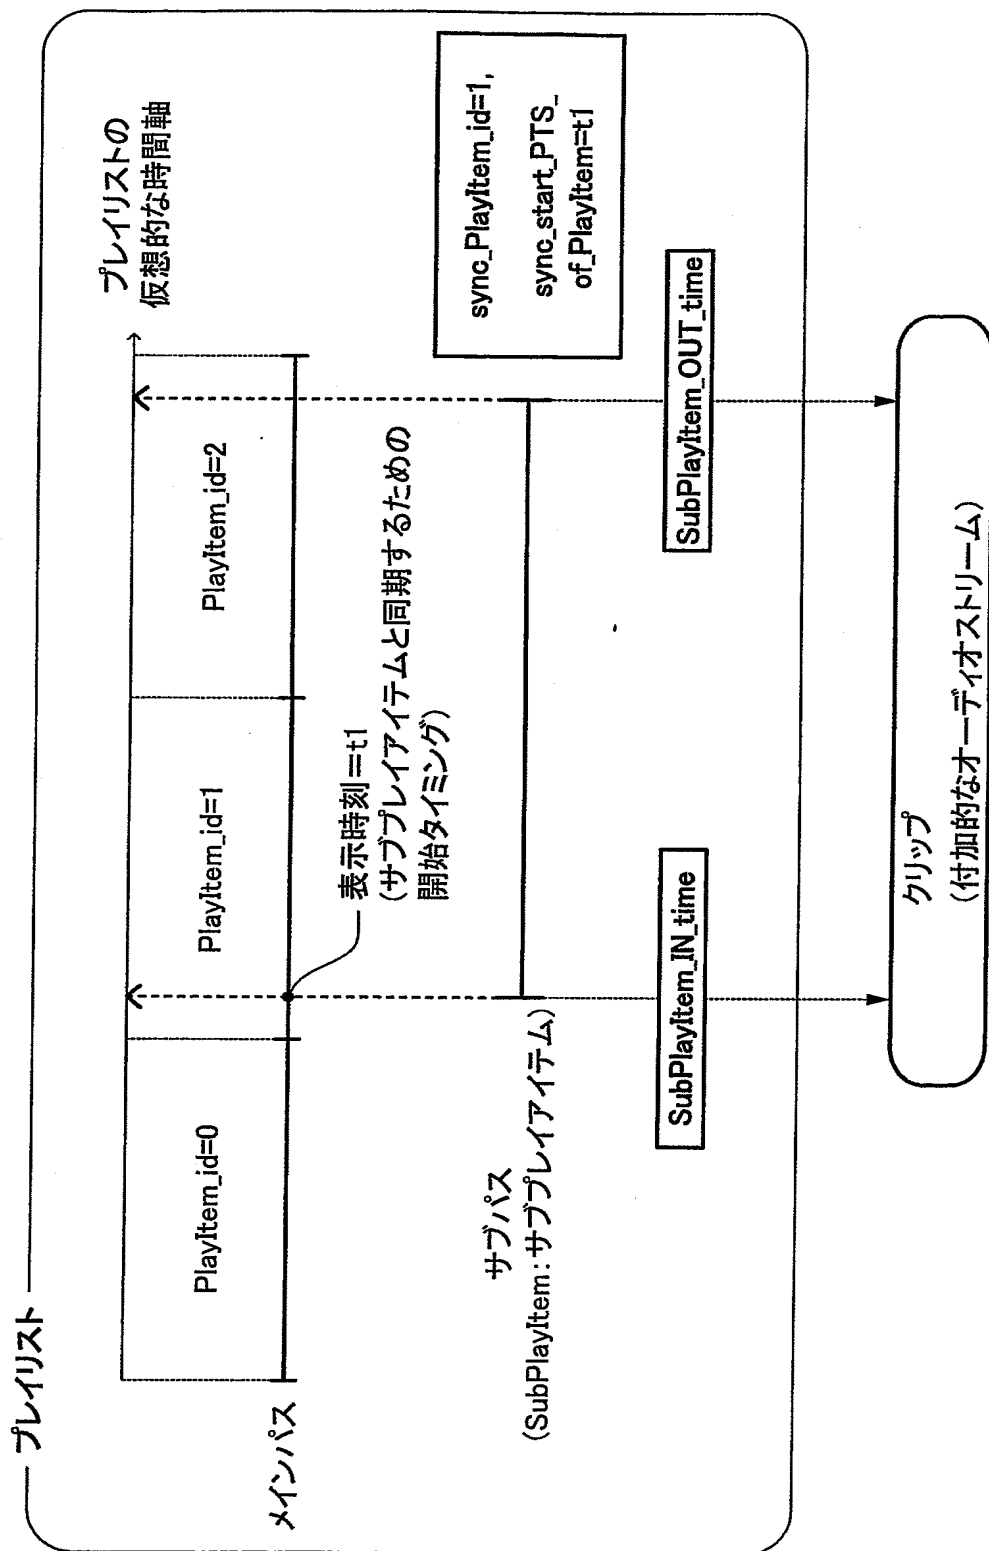 プレイリスト
プレイリストの
仮想的な時間軸
PlayItem_id=0
PlayItem_id=1
PlayItem_id=2
メインパス
表示時刻=t1
(サブプレイアイテムと同期するための
開始タイミング)
sync_PlayItem_id=1,
sync_start_PTS_
of_PlayItem=t1
サブパス
(SubPlayItem:サブプレイアイテム)
SubPlayItem_IN_time
SubPlayItem_OUT_time
クリップ
(付加的なオーディオストリーム)